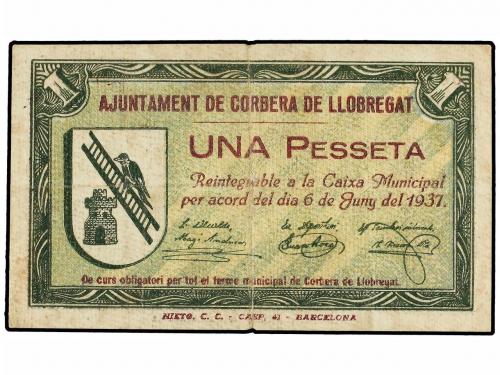 1 1
AJUNTAMENT DE CORBERA DE LLOBREGAT
UNA PESSETA
Reintegrable a la Caixa Municipal
per acord del dia 6 de Juny del 1937.
De curs obligatori per tot el terme municipal de Corbera de Llobregat
NIETO, C. C. - CASP, 41 - BARCELONA